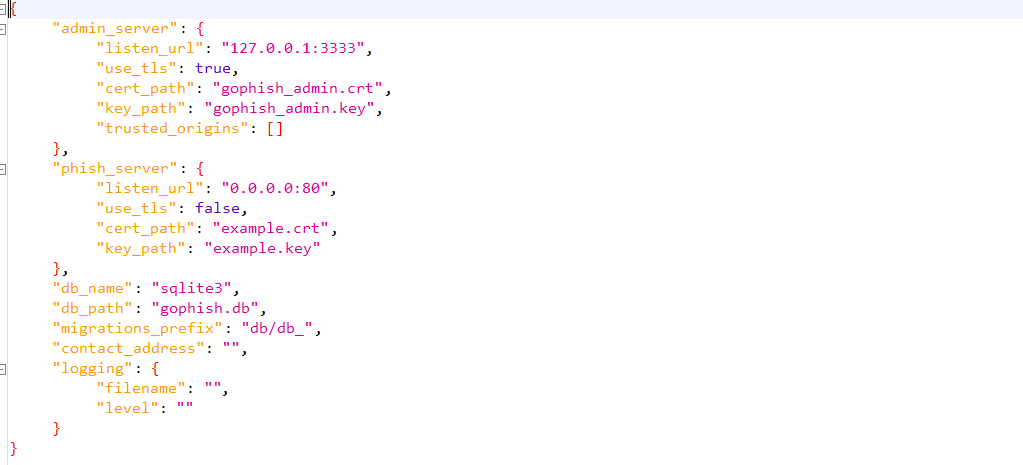 {
"admin_server": {
"listen_url": "127.0.0.1:3333",
"use_tls": true,
"cert_path": "gophish_admin.crt",
"key_path": "gophish_admin.key",
"trusted_origins": []
},
"phish_server": {
"listen_url": "0.0.0.0:80",
"use_tls": false,
"cert_path": "example.crt",
"key_path": "example.key"
},
"db_name": "sqlite3",
"db_path": "gophish.db",
"migrations_prefix": "db/db_",
"contact_address": "",
"logging": {
"filename": "",
"level": ""
}
}